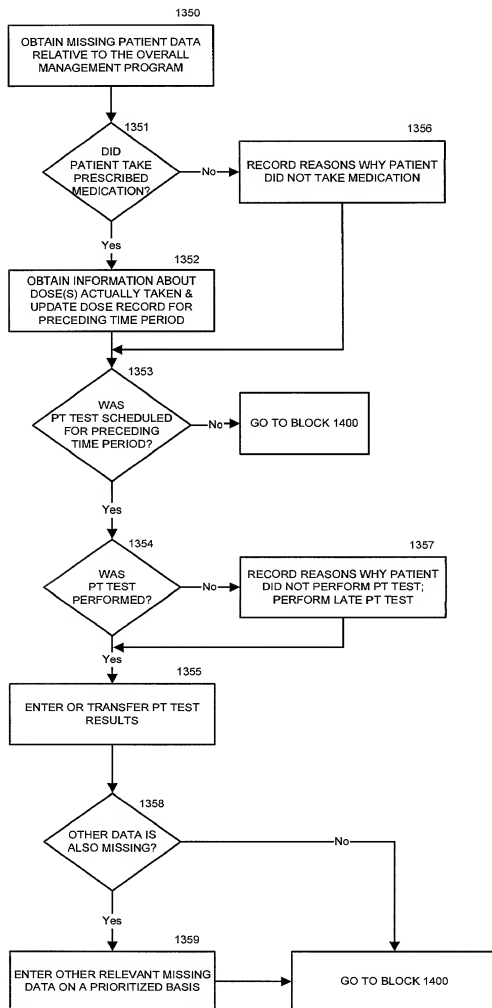 1350
OBTAIN MISSING PATIENT DATA
RELATIVE TO THE OVERALL
MANAGEMENT PROGRAM
1351
DID
PATIENT TAKE
PRESCRIBED
MEDICATION?
No
1356
RECORD REASONS WHY PATIENT
DID NOT TAKE MEDICATION
Yes
1352
OBTAIN INFORMATION ABOUT
DOSE(S) ACTUALLY TAKEN &
UPDATE DOSE RECORD FOR
PRECEDING TIME PERIOD
1353
WAS
PT TEST SCHEDULED
FOR PRECEDING
TIME PERIOD?
No
GO TO BLOCK 1400
Yes
1354
WAS
PT TEST
PERFORMED?
No
1357
RECORD REASONS WHY PATIENT
DID NOT PERFORM PT TEST;
PERFORM LATE PT TEST
Yes
1355
ENTER OR TRANSFER PT TEST
RESULTS
1358
OTHER DATA IS
ALSO MISSING?
No
Yes
1359
ENTER OTHER RELEVANT MISSING
DATA ON A PRIORITIZED BASIS
GO TO BLOCK 1400